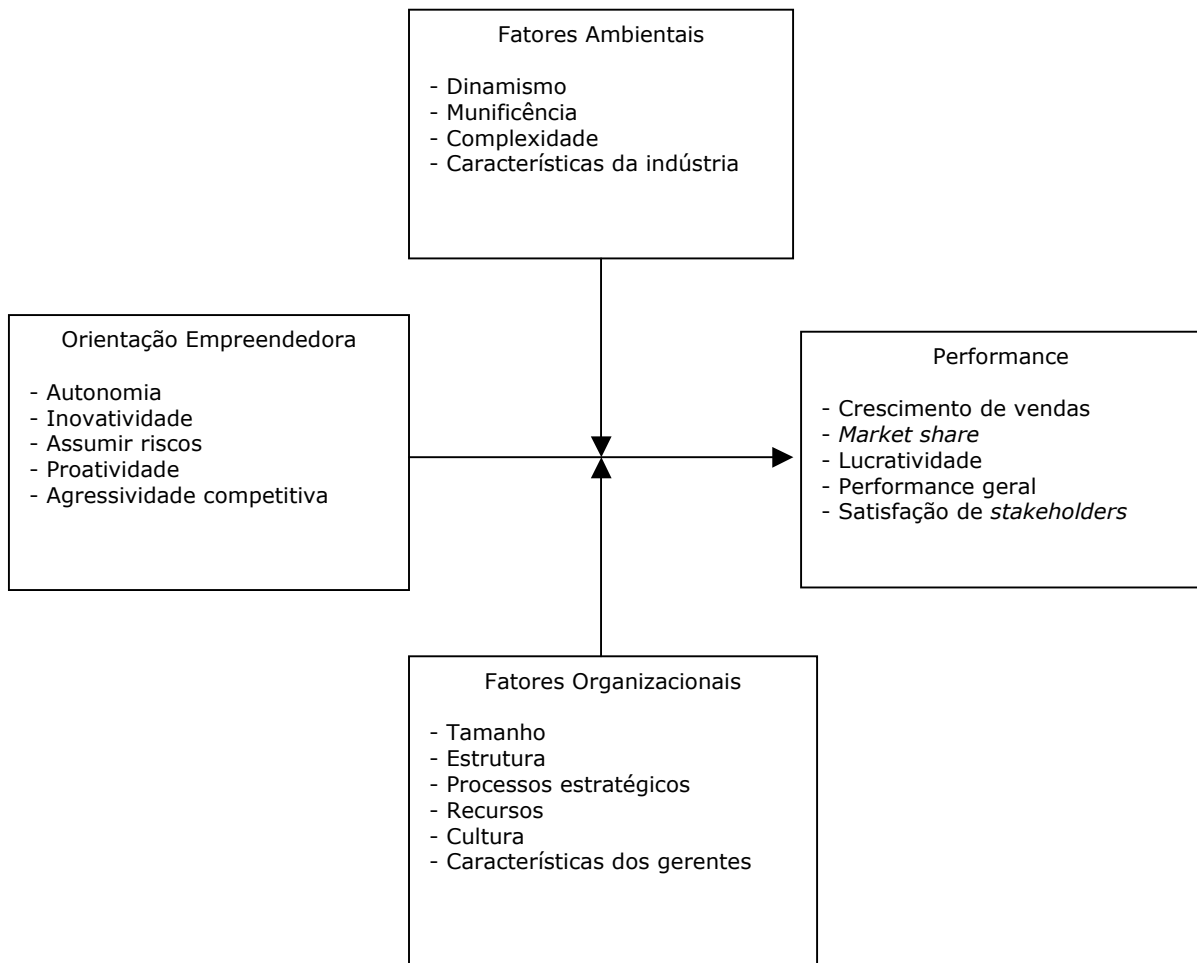 Fatores Ambientais
- Dinamismo
- Munificência
- Complexidade
- Característícas da indústria
Orientação Empreendedora
- Autonomia
- Inovatividade
- Assumir riscos
- Proatividade
- Agressividade competitiva
Performance
- Crescimento de vendas
- Market share
- Lucratividade
- Performance geral
- Satisfação de stakeholders
Fatores Organizacionais
- Tamanho
- Estrutura
- Processos estratégicos
- Recursos
- Cultura
- Característícas dos gerentes